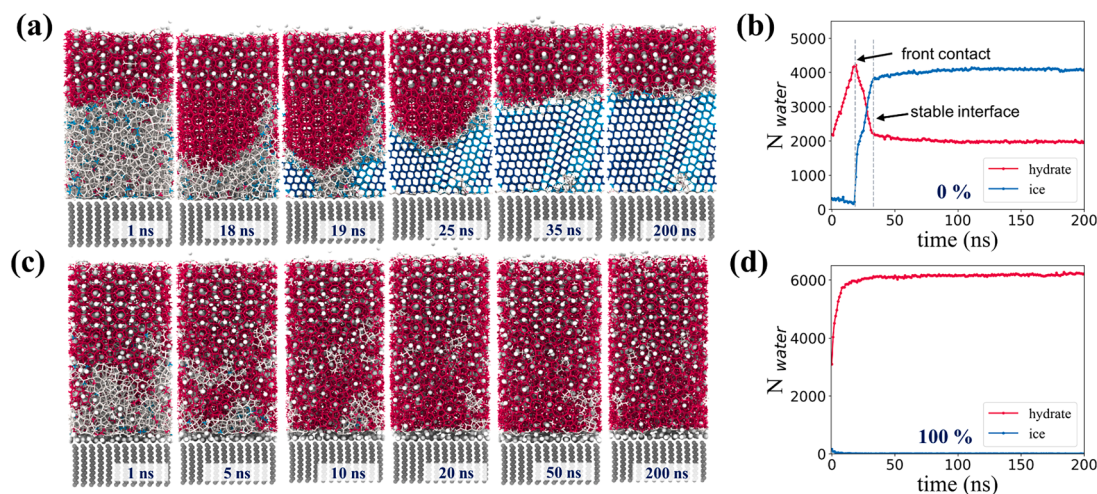 (a)
1 ns 18 ns 19 ns 25 ns 35 ns 200 ns
(b)
5000
4000
3000
2000
1000
0
N water
front contact
stable interface
hydrate
ice
0 %
0 50 100 150 200
time (ns)
(c)
1 ns 5 ns 10 ns 20 ns 50 ns 200 ns
(d)
6000
4000
2000
0
N water
hydrate
ice
100 %
0 50 100 150 200
time (ns)